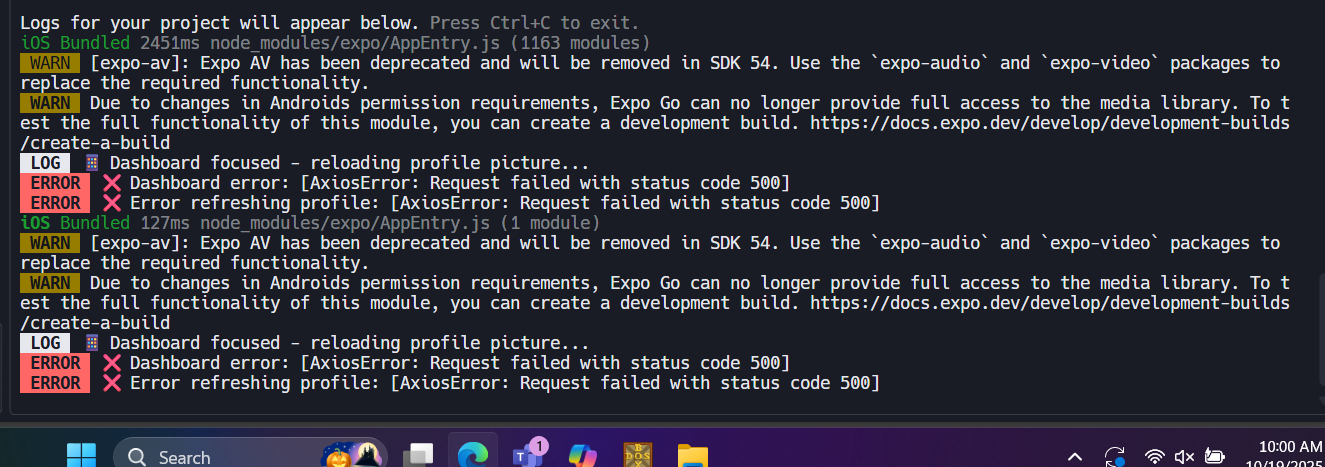 Logs for your project will appear below. Press Ctrl+C to exit.
iOS Bundled 2451ms node_modules/expo/AppEntry.js (1163 modules)
WARN [expo-av]: Expo AV has been deprecated and will be removed in SDK 54. Use the `expo-audio` and `expo-video` packages to
replace the required functionality.
WARN Due to changes in Androids permission requirements, Expo Go can no longer provide full access to the media library. To t
est the full functionality of this module, you can create a development build. https://docs.expo.dev/develop/development-builds
/create-a-build
LOG Dashboard focused - reloading profile picture...
ERROR ❌ Dashboard error: [AxiosError: Request failed with status code 500]
ERROR ❌ Error refreshing profile: [AxiosError: Request failed with status code 500]
iOS Bundled 127ms node_modules/expo/AppEntry.js (1 module)
WARN [expo-av]: Expo AV has been deprecated and will be removed in SDK 54. Use the `expo-audio` and `expo-video` packages to
replace the required functionality.
WARN Due to changes in Androids permission requirements, Expo Go can no longer provide full access to the media library. To t
est the full functionality of this module, you can create a development build. https://docs.expo.dev/develop/development-builds
/create-a-build
LOG Dashboard focused - reloading profile picture...
ERROR ❌ Dashboard error: [AxiosError: Request failed with status code 500]
ERROR ❌ Error refreshing profile: [AxiosError: Request failed with status code 500]
Search
T
1
DOS
10:00 AM
10/19/2025